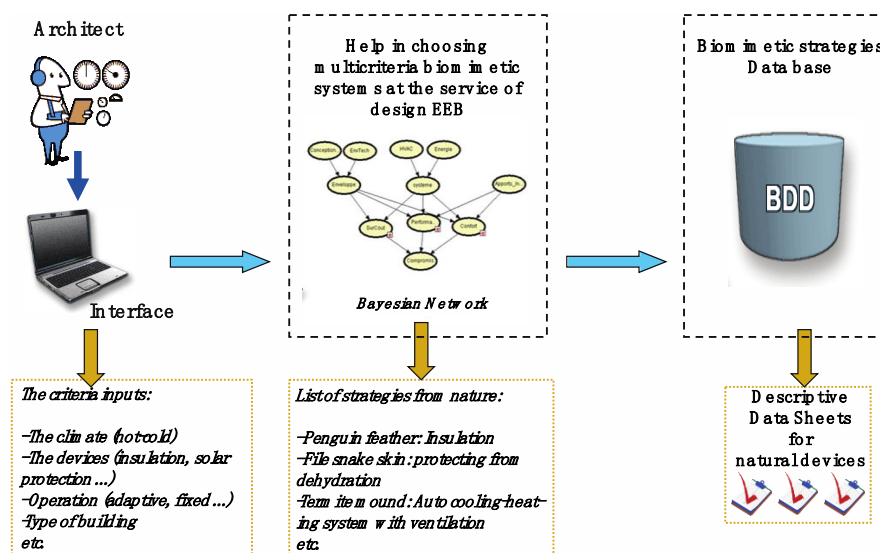 Architect
Interface
The criteria inputs:
-The climate (hot-cold)
-The devices (insulation, solar
protection ...)
-Operation (adaptive, fixed ...)
-Type of building
etc.
Help in choosing
multicriteria biomimetic
systems at the service of
design EEB
Conception...
EnvTech
HVAC
Energie
Enveloppe
systeme
Apports_In...
SurCout
Performa...
Confort
Compromis
Bayesian Network
List of strategies from nature:
-Penguin feather: Insulation
-File snake skin: protecting from
dehydration
-Termite mound: Auto cooling-heat-
ing system with ventilation
etc.
Biomimetic strategies
Database
BDD
Descriptive
Data Sheets
for
natural devices